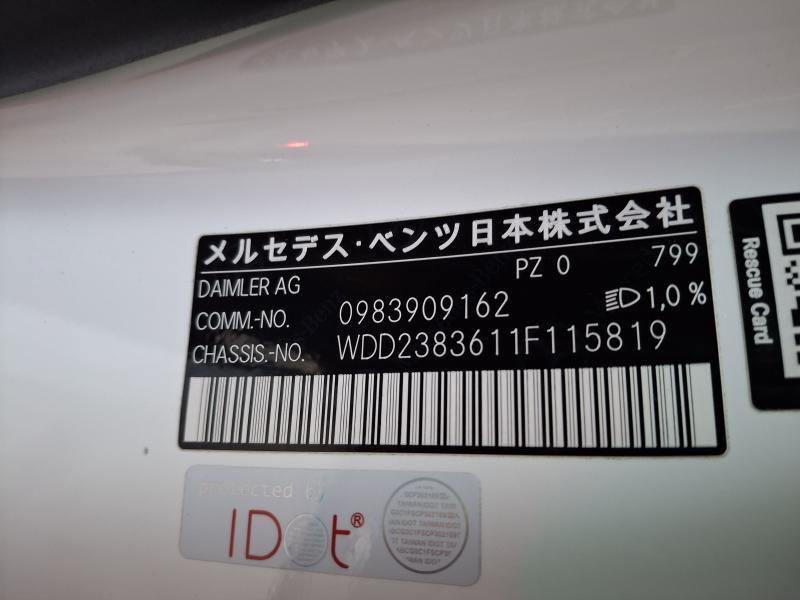 メルセデス・ベンツ日本株式会社
DAIMLER AG PZ 0 799
COMM.-NO. 0983909162 1,0 %
CHASSIS.-NO. WDD2383611F115819
Rescue Card
protected by
IDOt®